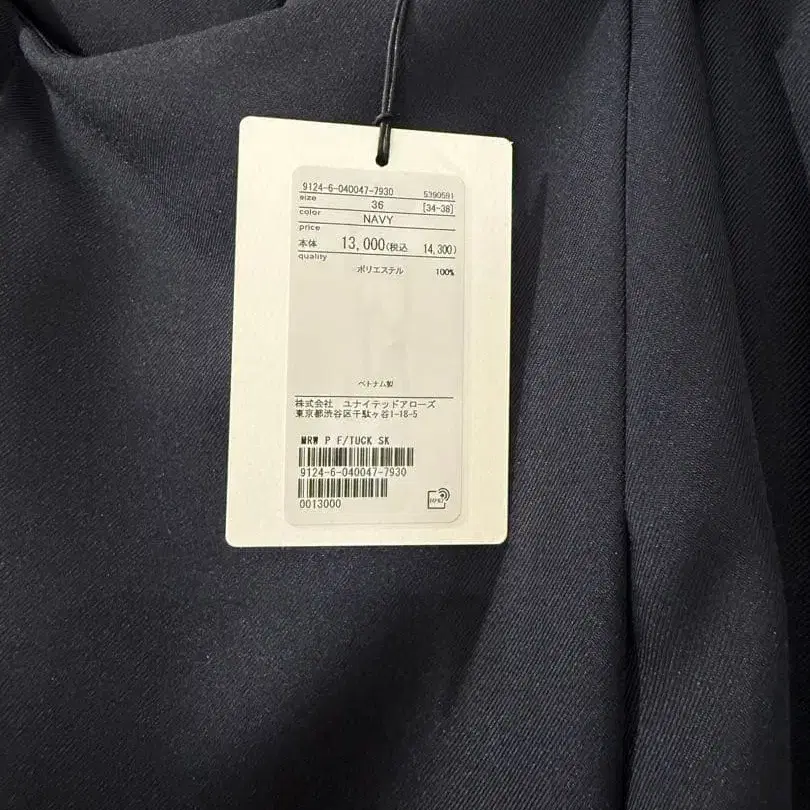 9124-6-040047-7930 5390591
size 36 [34-38]
color NAVY
price
本体 13,000(税込 14,300)
quality
ポリエステル 100%
ベトナム製
株式会社 ユナイテッドアローズ
東京都渋谷区千駄ヶ谷1-18-5
MRW P F/TUCK SK
9124-6-040047-7930
0013000
RFID